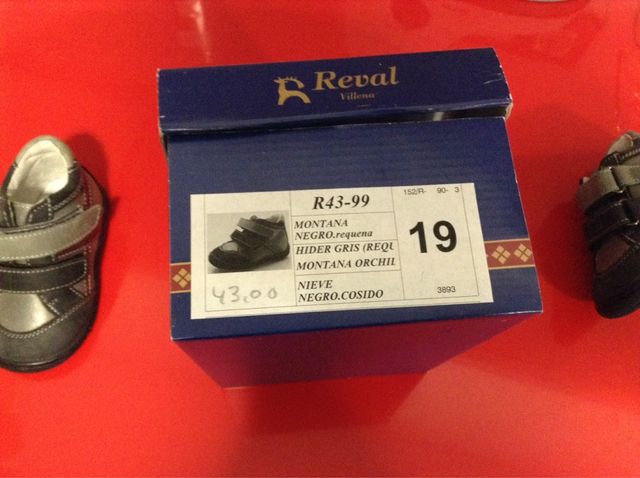 Reval
Villena
R43-99
152/R- 90- 3
MONTANA
NEGRO.requena
HIDER GRIS (REQU
MONTANA ORCHIL
19
43,00
NIEVE
NEGRO.COSIDO
3893